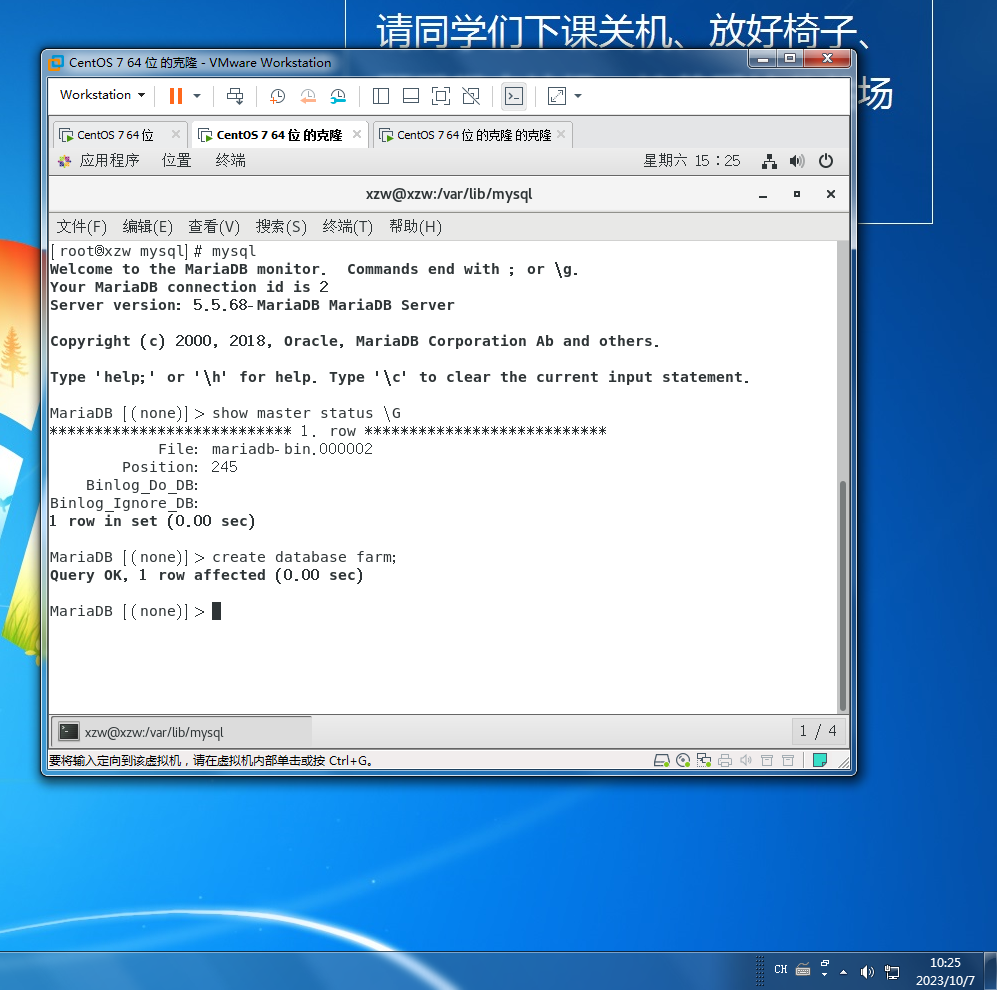 请同学们下课关机、放好椅子、
场
CentOS 7 64 位 的克隆 - VMware Workstation
Workstation
CentOS 7 64 位
CentOS 7 64 位 的克隆
CentOS 7 64 位 的克隆 的克隆
应用程序 位置 终端 星期六 15：25
xzw@xzw:/var/lib/mysql
文件(F) 编辑(E) 查看(V) 搜索(S) 终端(T) 帮助(H)
[root@xzw mysql]# mysql
Welcome to the MariaDB monitor.  Commands end with ; or \g.
Your MariaDB connection id is 2
Server version: 5.5.68-MariaDB MariaDB Server
Copyright (c) 2000, 2018, Oracle, MariaDB Corporation Ab and others.
Type 'help;' or '\h' for help. Type '\c' to clear the current input statement.
MariaDB [(none)]> show master status \G
*************************** 1. row ***************************
File: mariadb-bin.000002
Position: 245
Binlog_Do_DB:
Binlog_Ignore_DB:
1 row in set (0.00 sec)
MariaDB [(none)]> create database farm;
Query OK, 1 row affected (0.00 sec)
MariaDB [(none)]>
xzw@xzw:/var/lib/mysql
1 / 4
要将输入定向到该虚拟机，请在虚拟机内部单击或按 Ctrl+G。
CH
10:25
2023/10/7